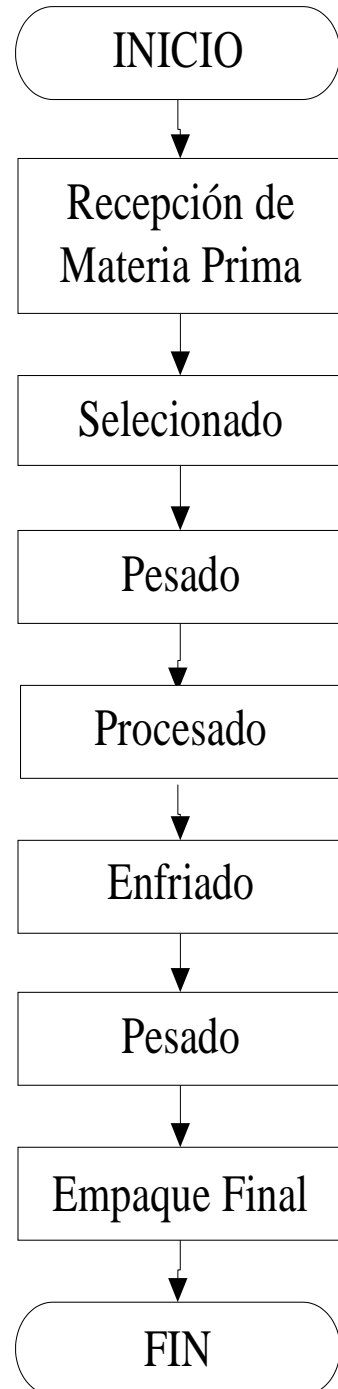 INICIO
Recepción de
Materia Prima
Selecionado
Pesado
Procesado
Enfriado
Pesado
Empaque Final
FIN